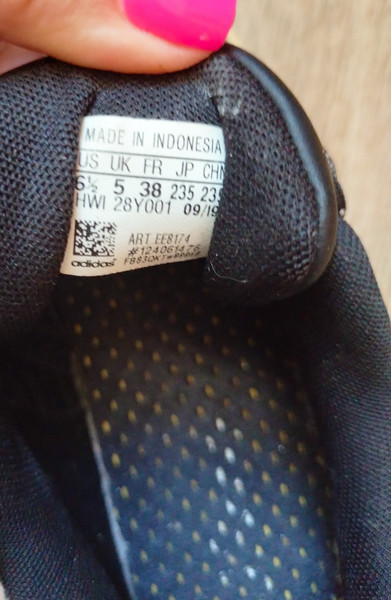 MADE IN INDONESIA
US UK FR JP CHN
6½ 5 38 235 235
HWI 28Y001 09/19
ART EE8174
adidas